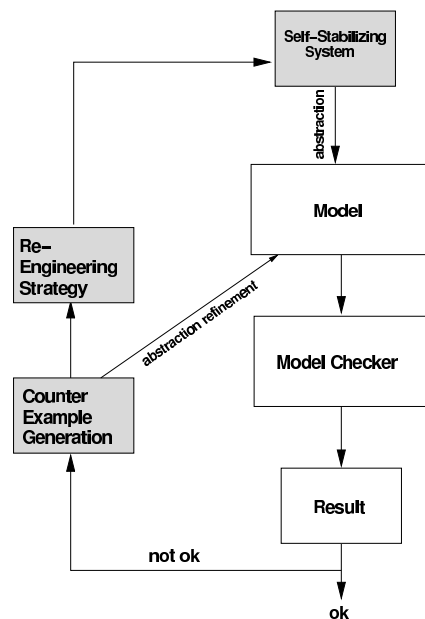 Self–Stabilizing
System
abstraction
Model
Re–
Engineering
Strategy
abstraction refinement
Model Checker
Counter
Example
Generation
Result
not ok
ok